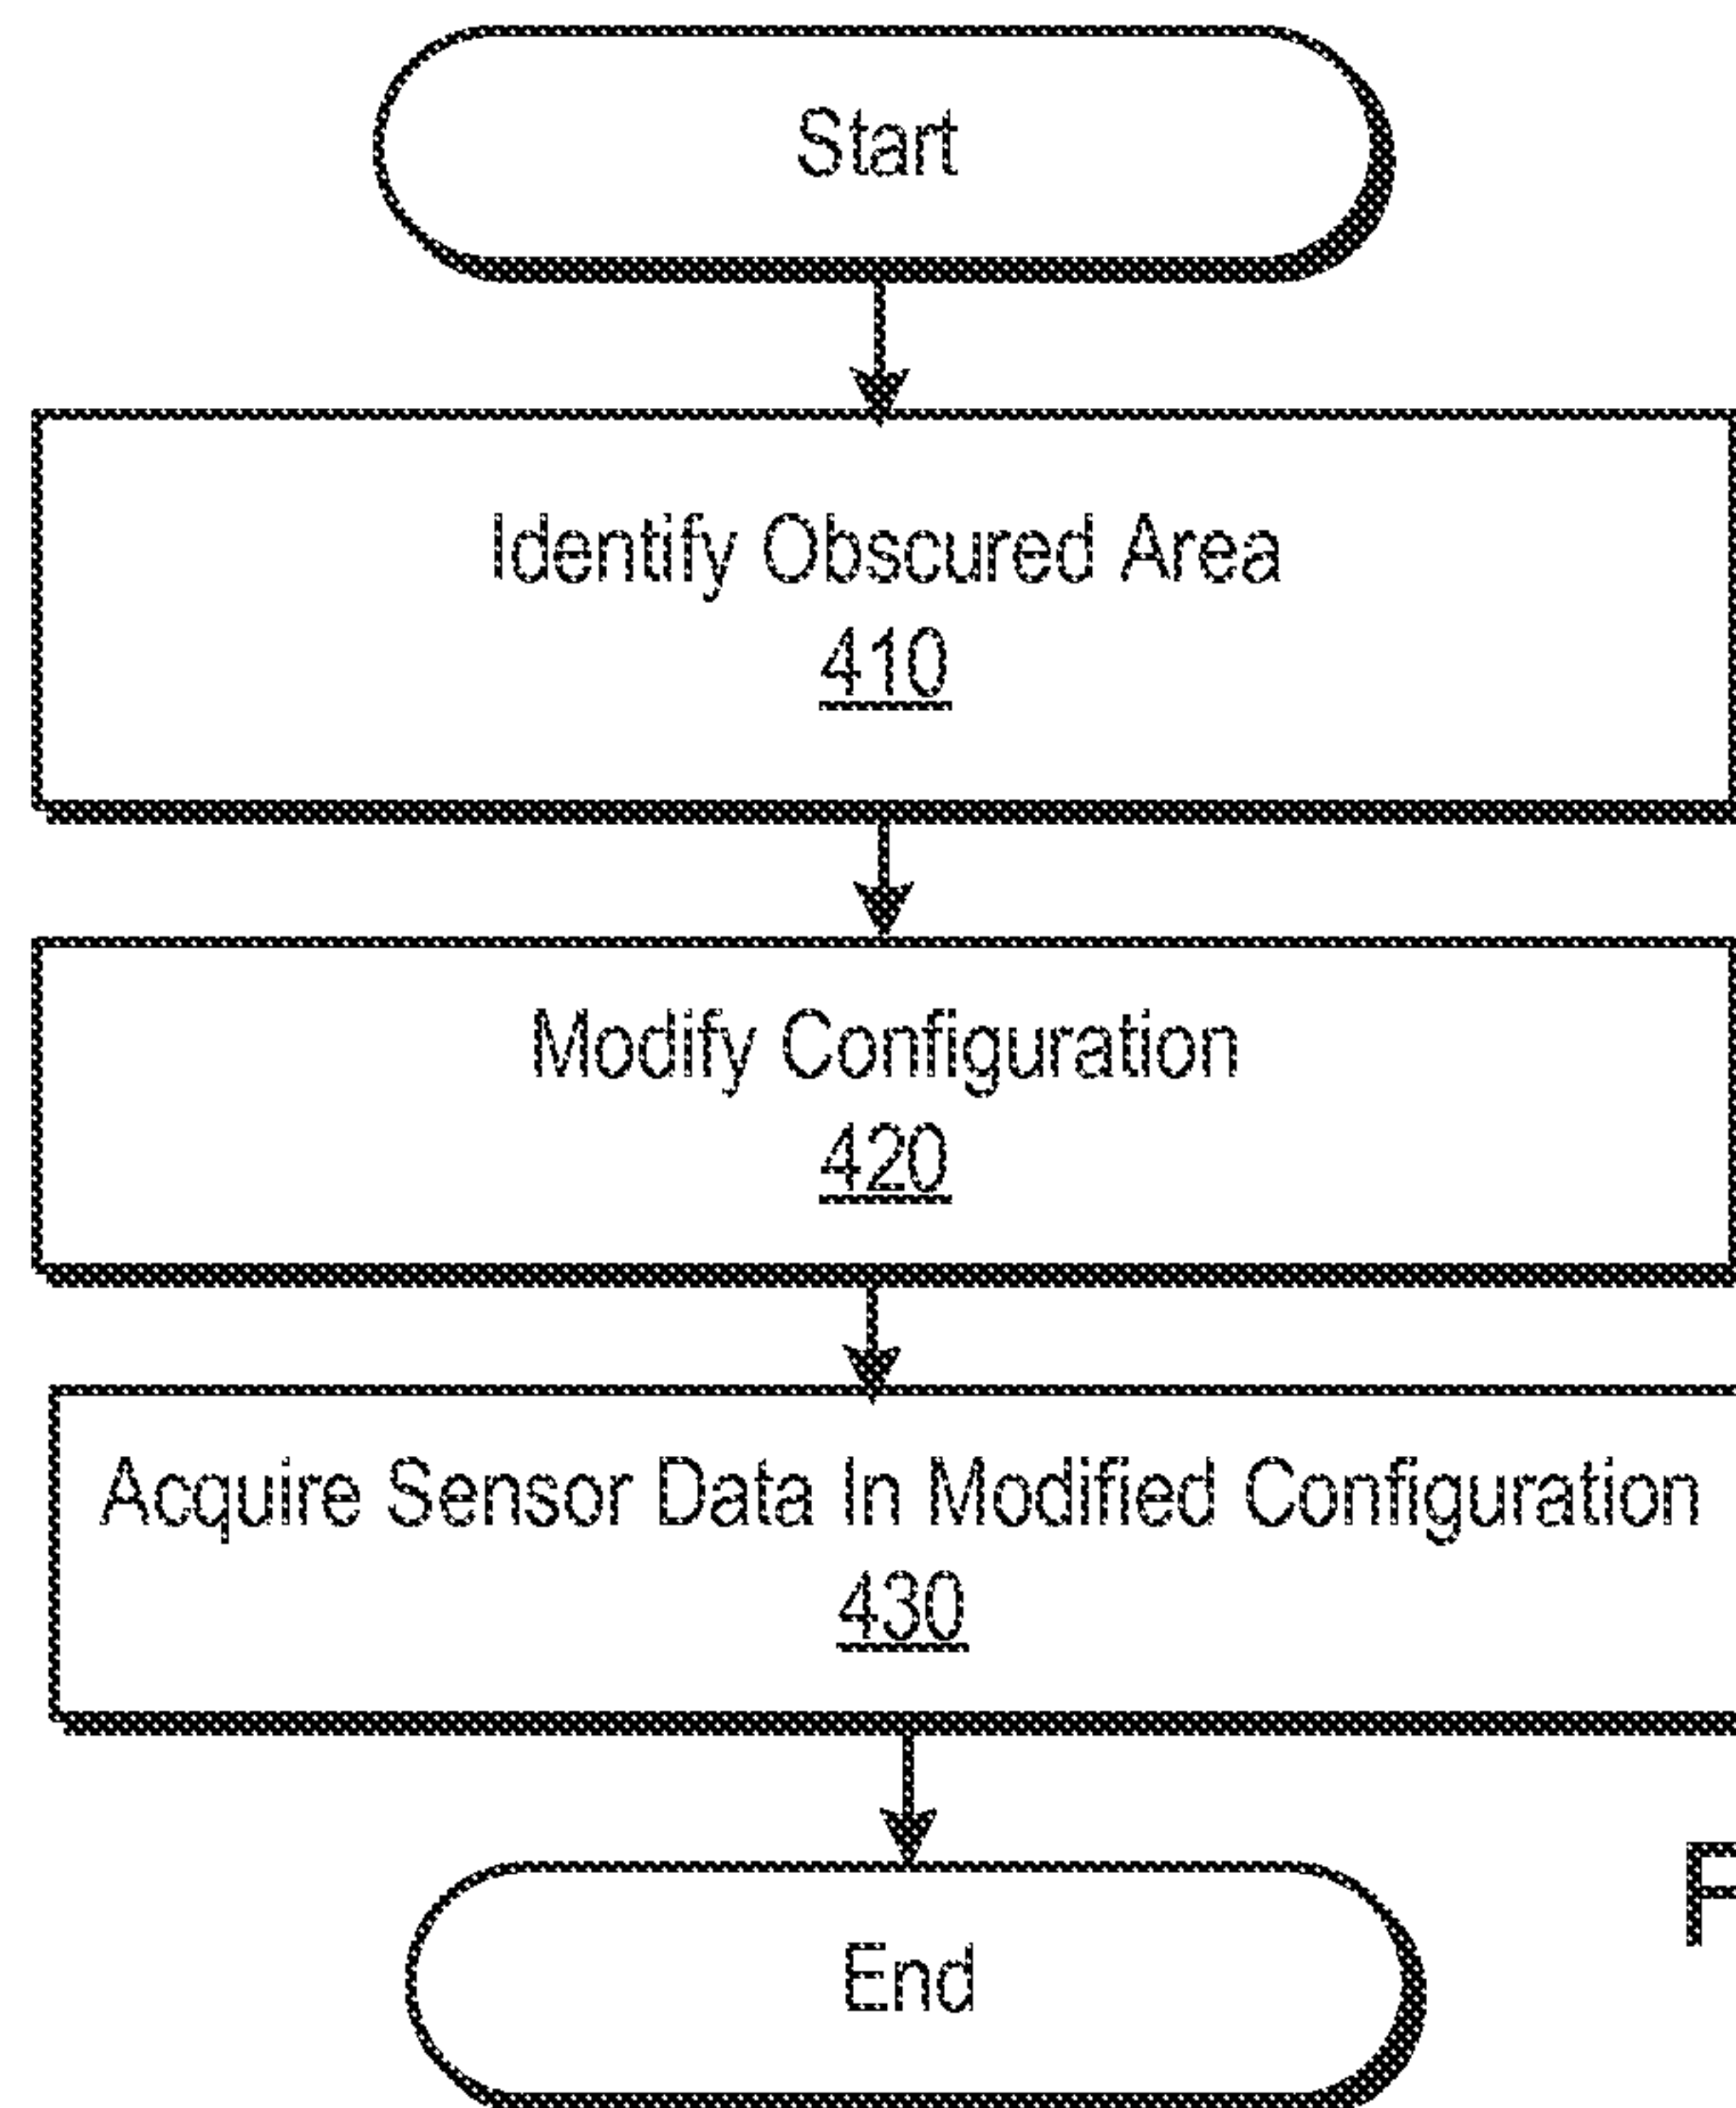 Start
Identify Obscured Area
410
Modify Configuration
420
Acquire Sensor Data In Modified Configuration
430
F
End